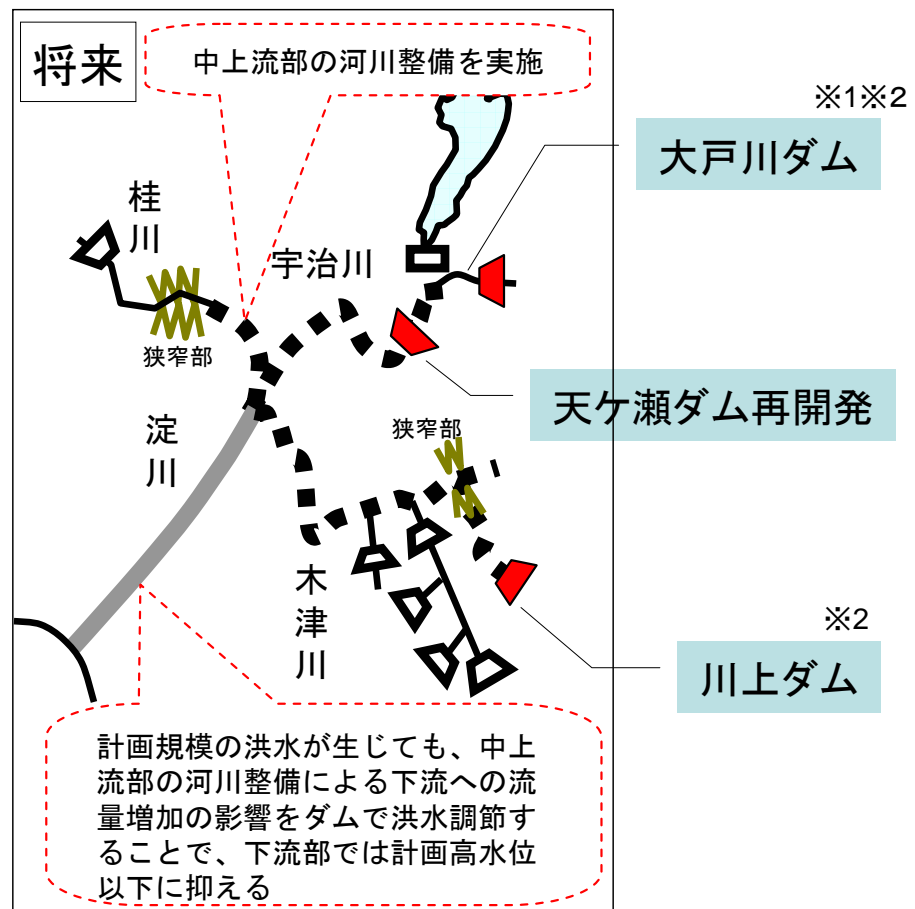 将来
中上流部の河川整備を実施
※1※2
大戸川ダム
桂川
宇治川
狭窄部
天ケ瀬ダム再開発
淀川
狭窄部
木津川
※2
川上ダム
計画規模の洪水が生じても、中上
流部の河川整備による下流への流
量増加の影響をダムで洪水調節す
ることで、下流部では計画高水位
以下に抑える